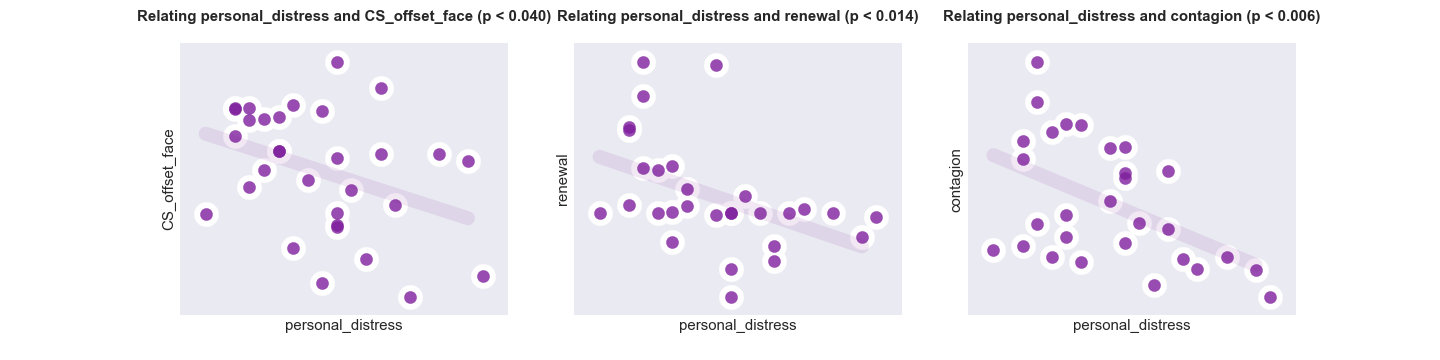 Relating personal_distress and CS_offset_face (p < 0.040)
CS_offset_face
personal_distress
Relating personal_distress and renewal (p < 0.014)
renewal
personal_distress
Relating personal_distress and contagion (p < 0.006)
contagion
personal_distress